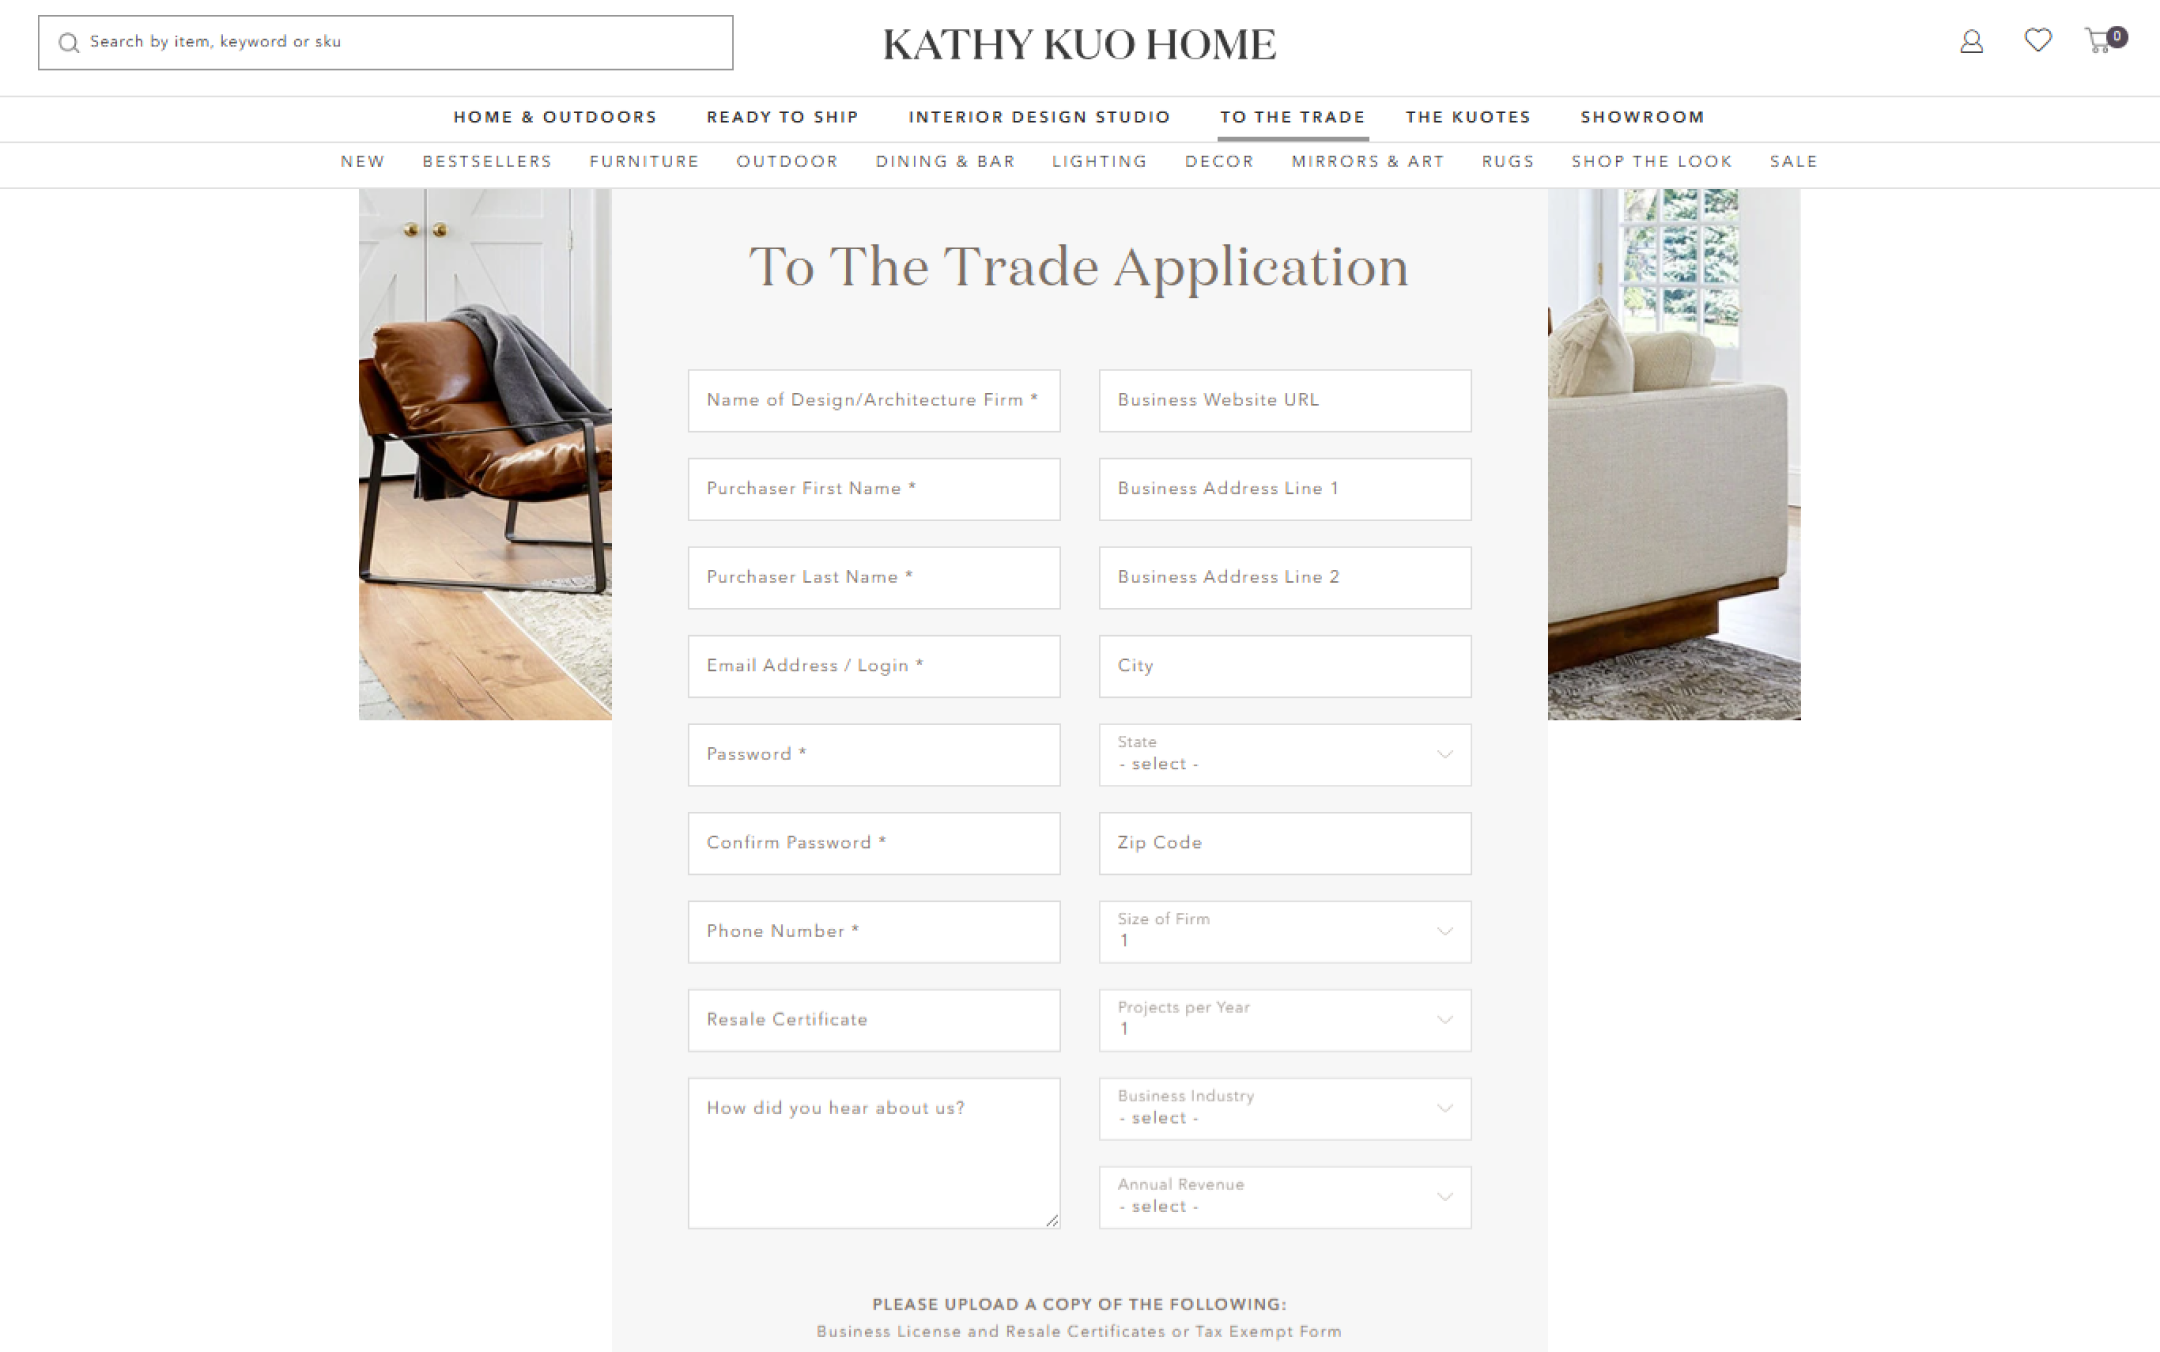 Search by item, keyword or sku
KATHY KUO HOME
0
HOME & OUTDOORS READY TO SHIP INTERIOR DESIGN STUDIO TO THE TRADE THE KUOTES SHOWROOM
NEW BESTSELLERS FURNITURE OUTDOOR DINING & BAR LIGHTING DECOR MIRRORS & ART RUGS SHOP THE LOOK SALE
To The Trade Application
Name of Design/Architecture Firm *
Business Website URL
Purchaser First Name *
Business Address Line 1
Purchaser Last Name *
Business Address Line 2
Email Address / Login *
City
Password *
State
- select -
Confirm Password *
Zip Code
Phone Number *
Size of Firm
1
Resale Certificate
Projects per Year
1
How did you hear about us?
Business Industry
- select -
Annual Revenue
- select -
PLEASE UPLOAD A COPY OF THE FOLLOWING:
Business License and Resale Certificates or Tax Exempt Form